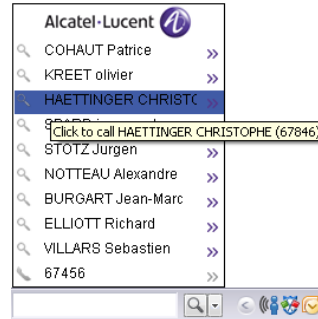 Alcatel·Lucent
COHAUT Patrice
KREET olivier
HAETTINGER CHRISTC
Click to call HAETTINGER CHRISTOPHE (67846)
STOTZ Jurgen
NOTTEAU Alexandre
BURGART Jean-Marc
ELLIOTT Richard
VILLARS Sebastien
67456